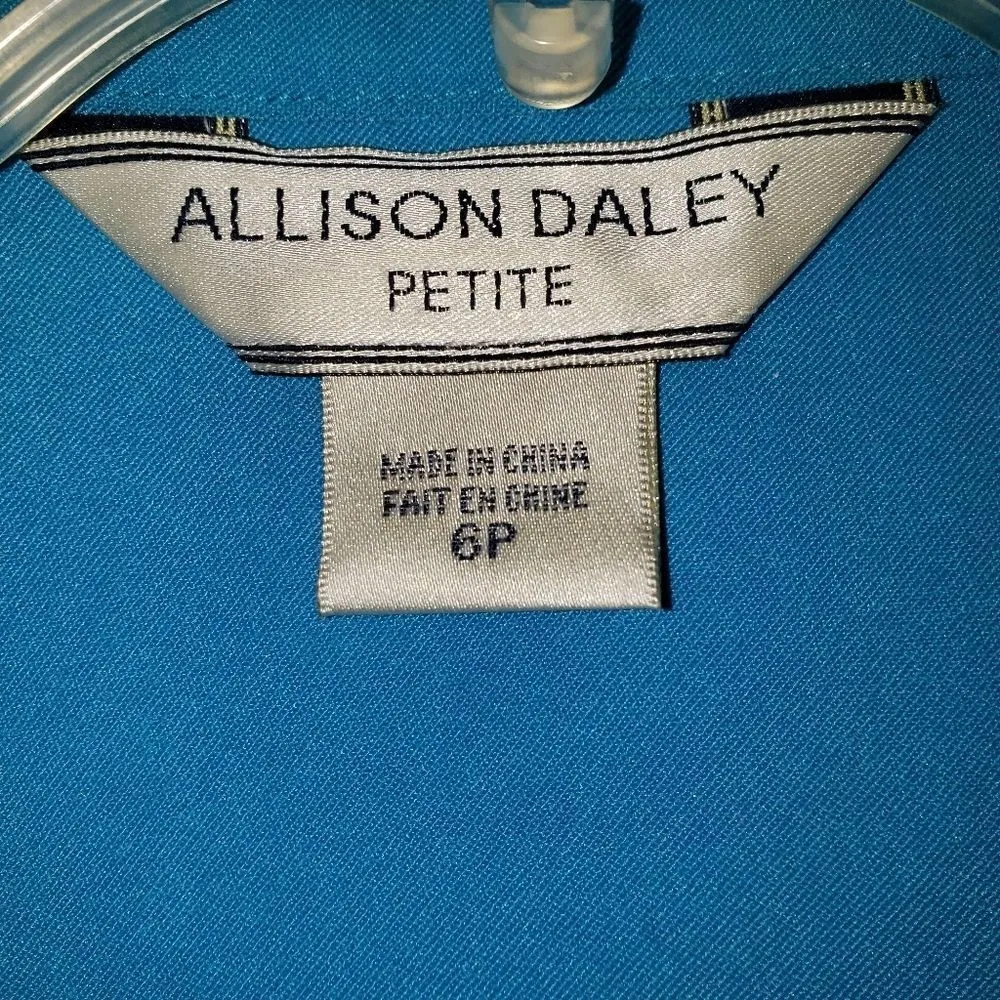 ALLISON DALEY
PETITE
MADE IN CHINA
FAIT EN CHINE
6P